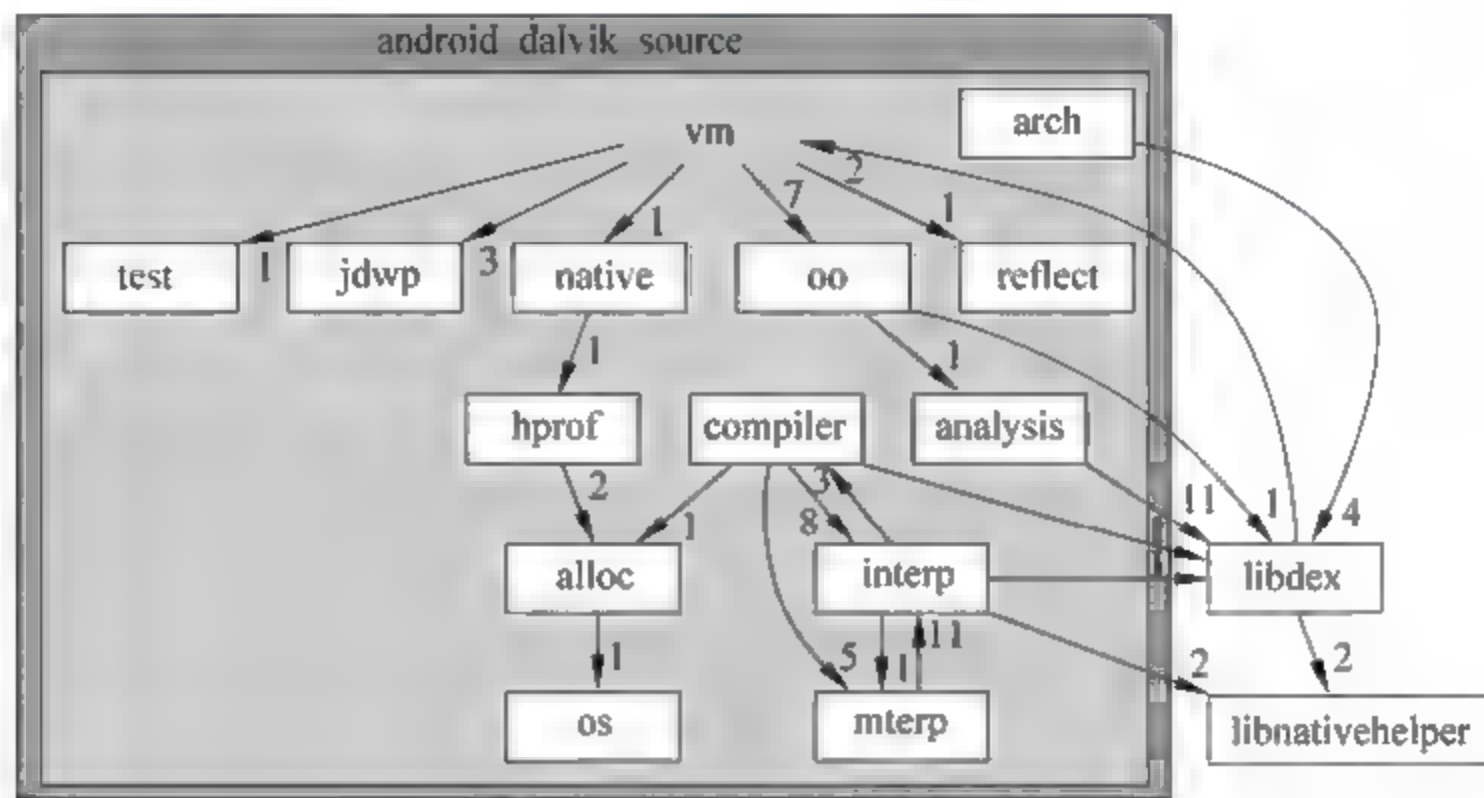 android dalvik source
arch
vm
2
7
1
1
test
1
jdwp
3
native
oo
reflect
1
1
hprof
compiler
analysis
2
3
11
1
4
1
8
alloc
interp
libdex
1
5
1
11
2
2
os
mterp
libnativehelper